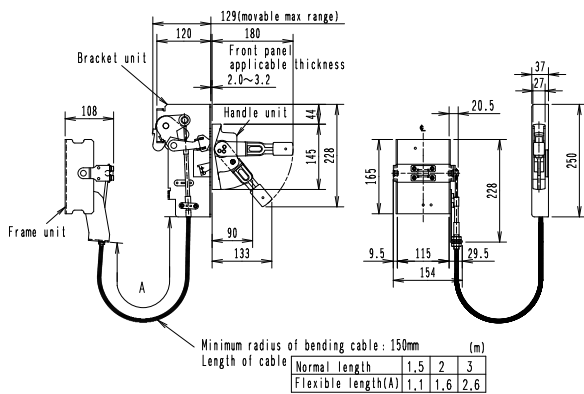 129(movable max range)
120
180
Bracket unit
Front panel
applicable thickness
2.0～3.2
37
27
108
Handle unit
44
20.5
145
228
165
228
250
Frame unit
90
133
9.5
115
29.5
154
A
Minimum radius of bending cable : 150mm
Length of cable
(m)
Normal length 1.5 2 3
Flexible length(A) 1.1 1.6 2.6